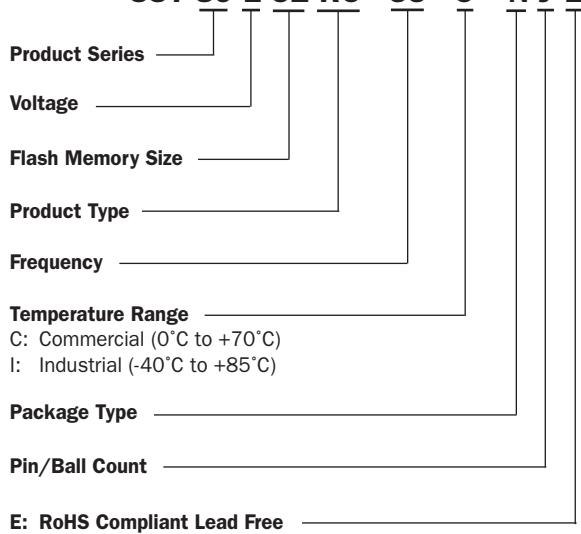 Product Series
Voltage
Flash Memory Size
Product Type
Frequency
Temperature Range
C: Commercial (0˚C to +70˚C)
I: Industrial (-40˚C to +85˚C)
Package Type
Pin/Ball Count
E: RoHS Compliant Lead Free